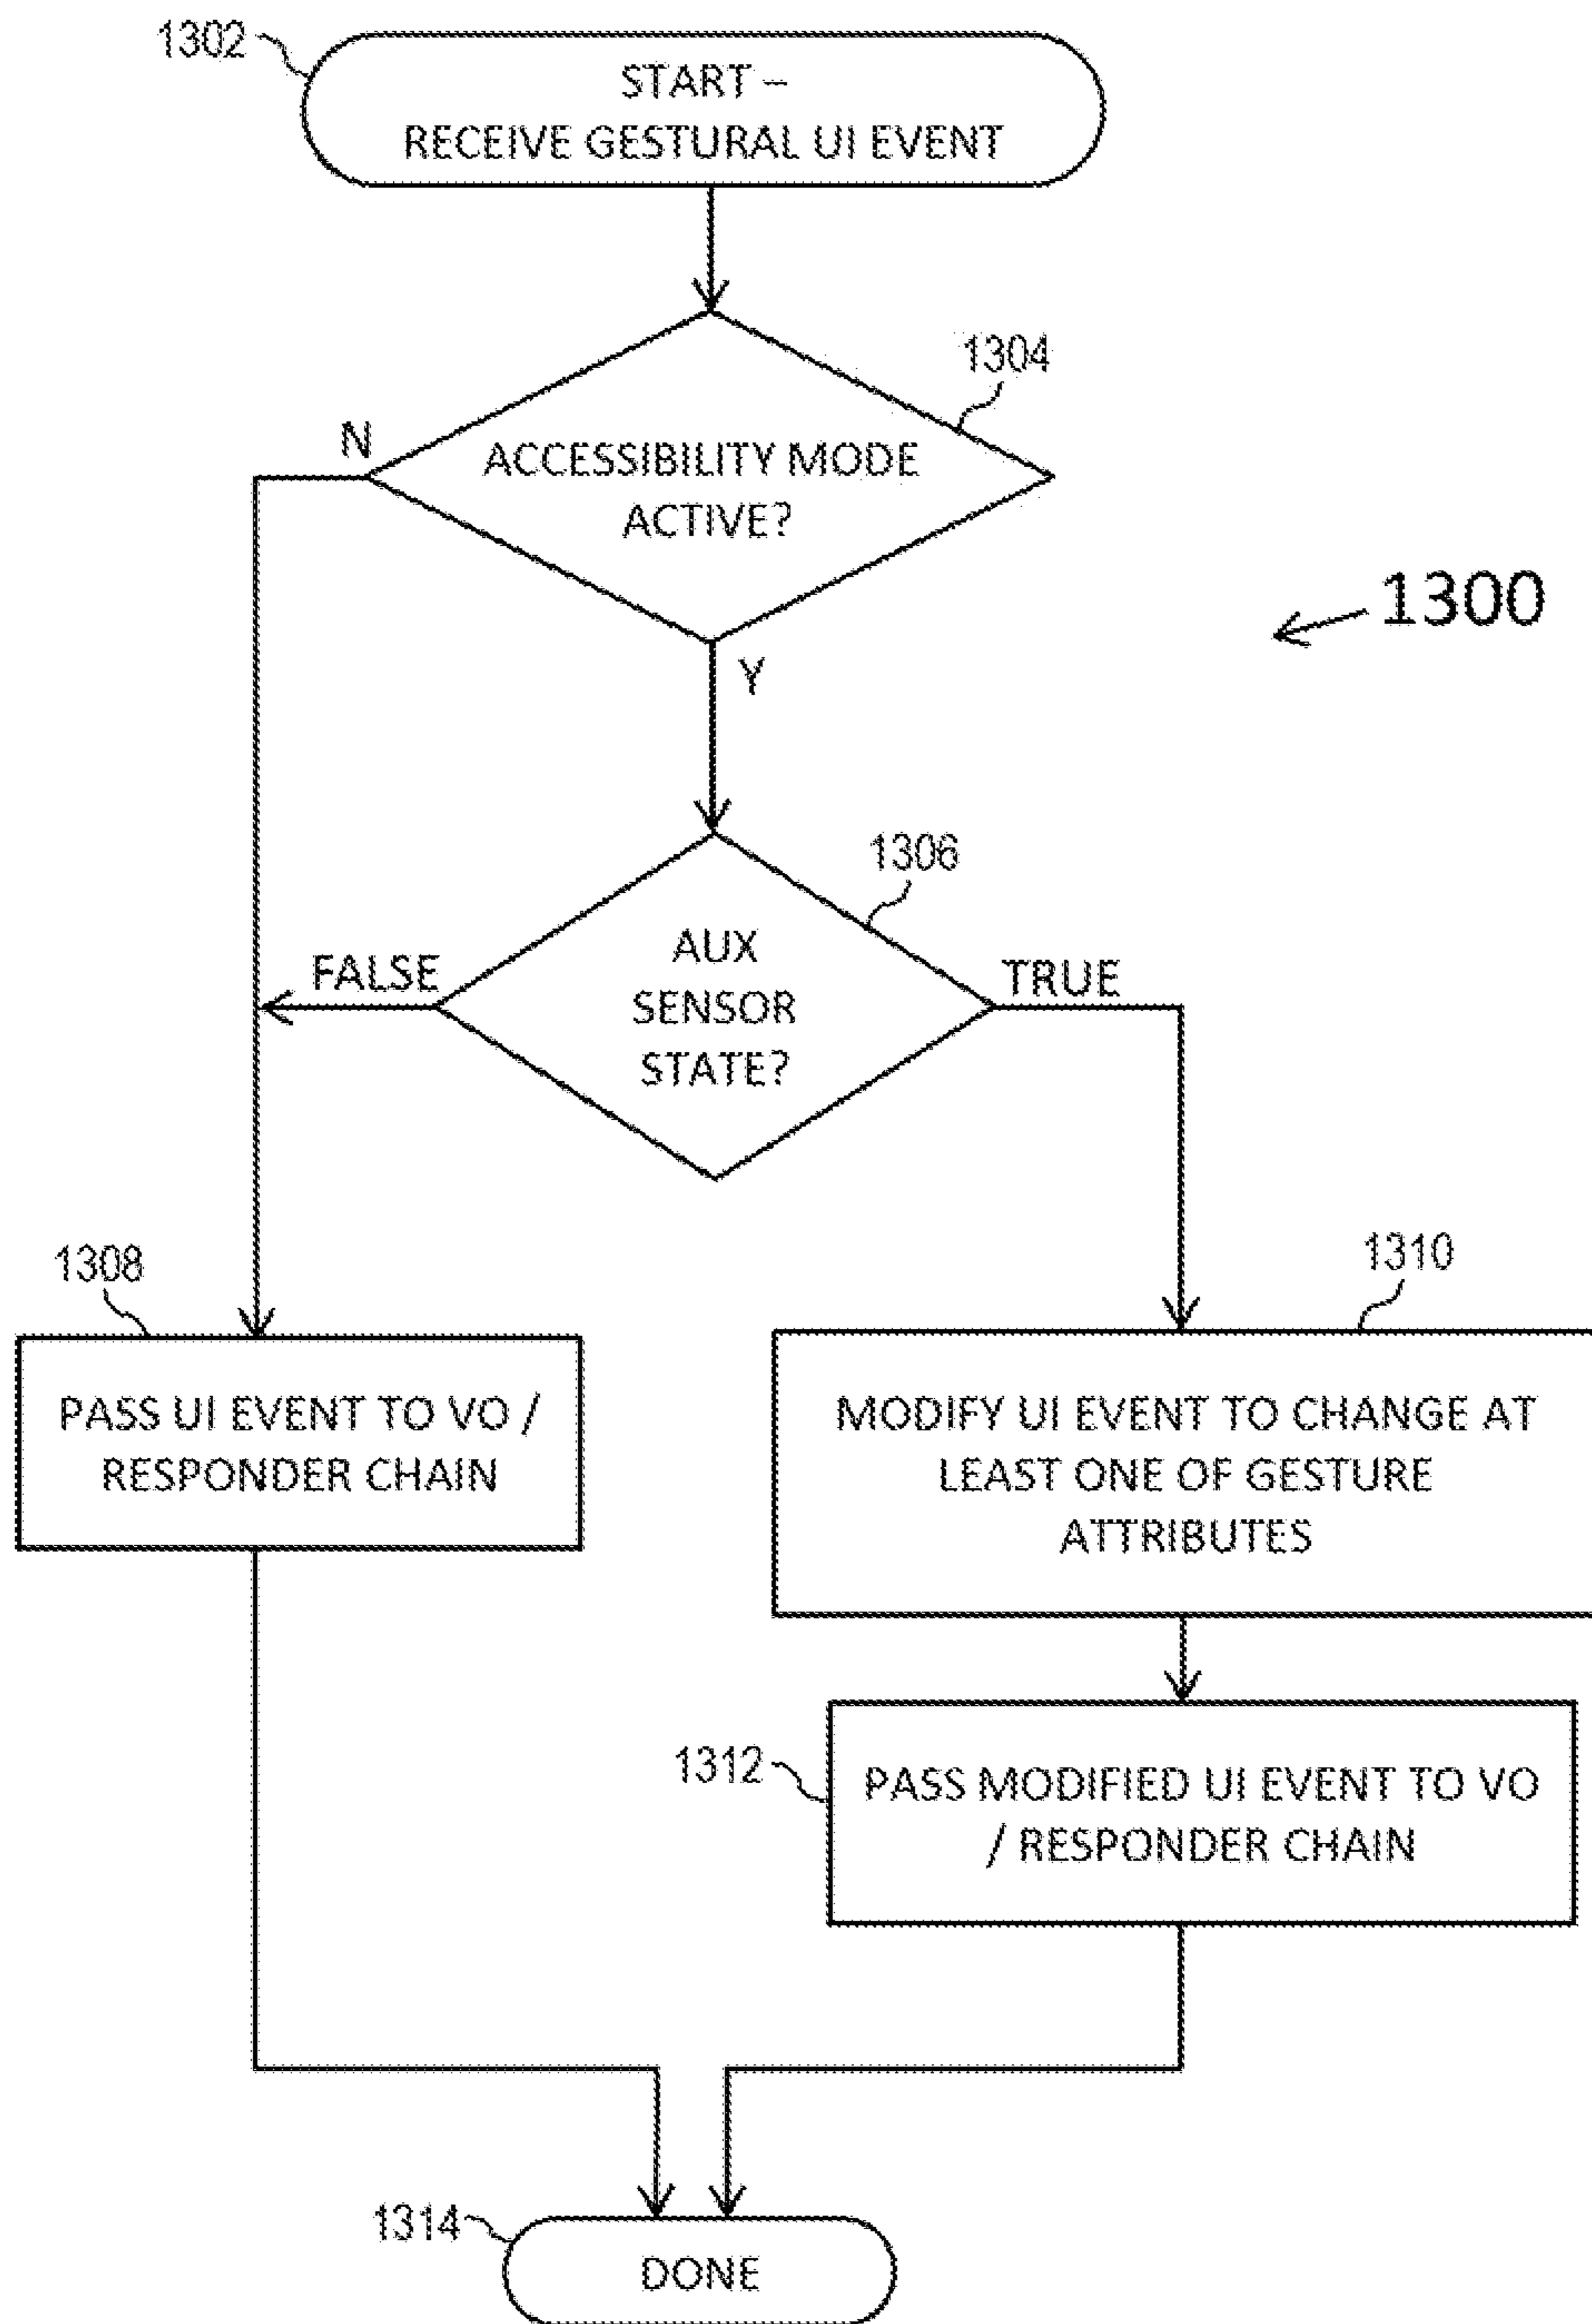 1302
START –
RECEIVE GESTURAL UI EVENT
1304
N
ACCESSIBILITY MODE
ACTIVE?
1300
Y
1306
FALSE
AUX
SENSOR
STATE?
TRUE
1308
PASS UI EVENT TO VO /
RESPONDER CHAIN
1310
MODIFY UI EVENT TO CHANGE AT
LEAST ONE OF GESTURE
ATTRIBUTES
1312
PASS MODIFIED UI EVENT TO VO
/ RESPONDER CHAIN
1314
DONE